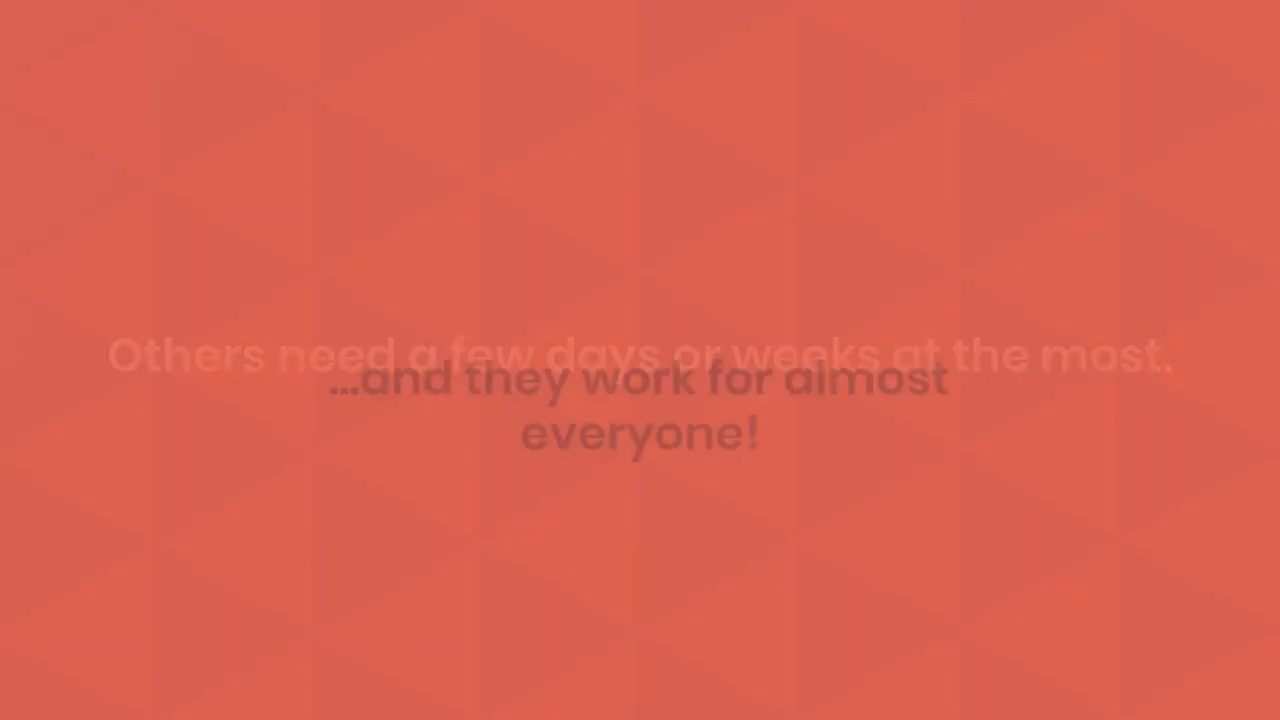 Others need a few days or weeks at the most.
...and they work for almost
everyone!